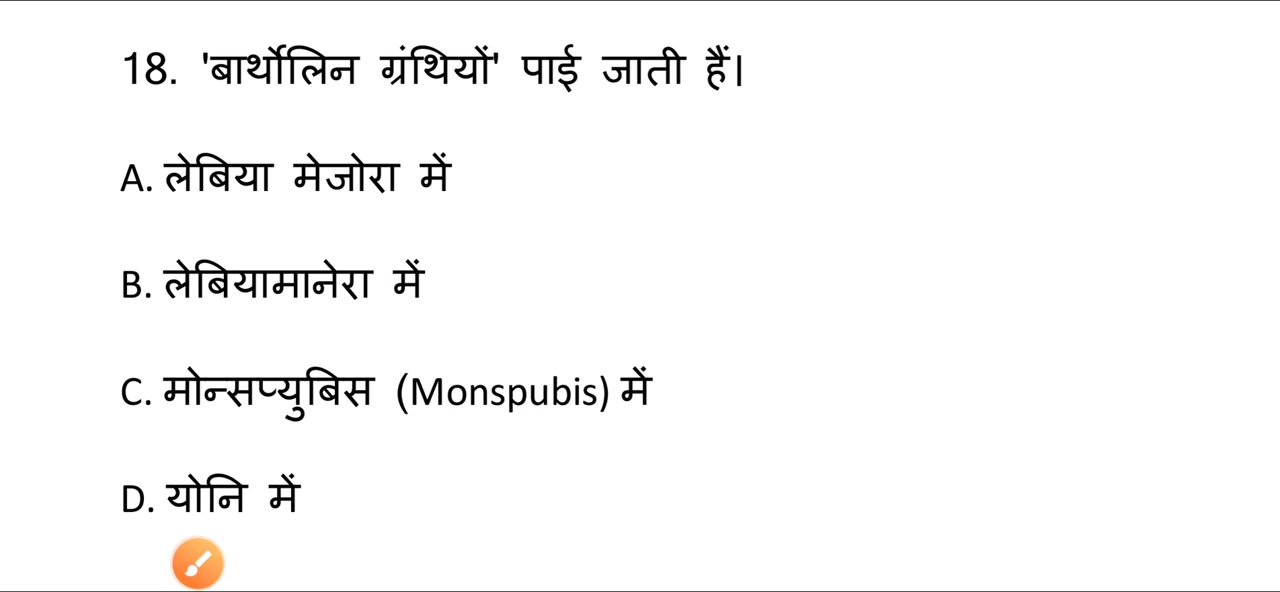 18. 'बार्थोलिन ग्रंथियों' पाई जाती हैं।
A. लेबिया मेजोरा में
B. लेबियामानेरा में
C. मोन्सप्युबिस (Monspubis) में
D. योनि में